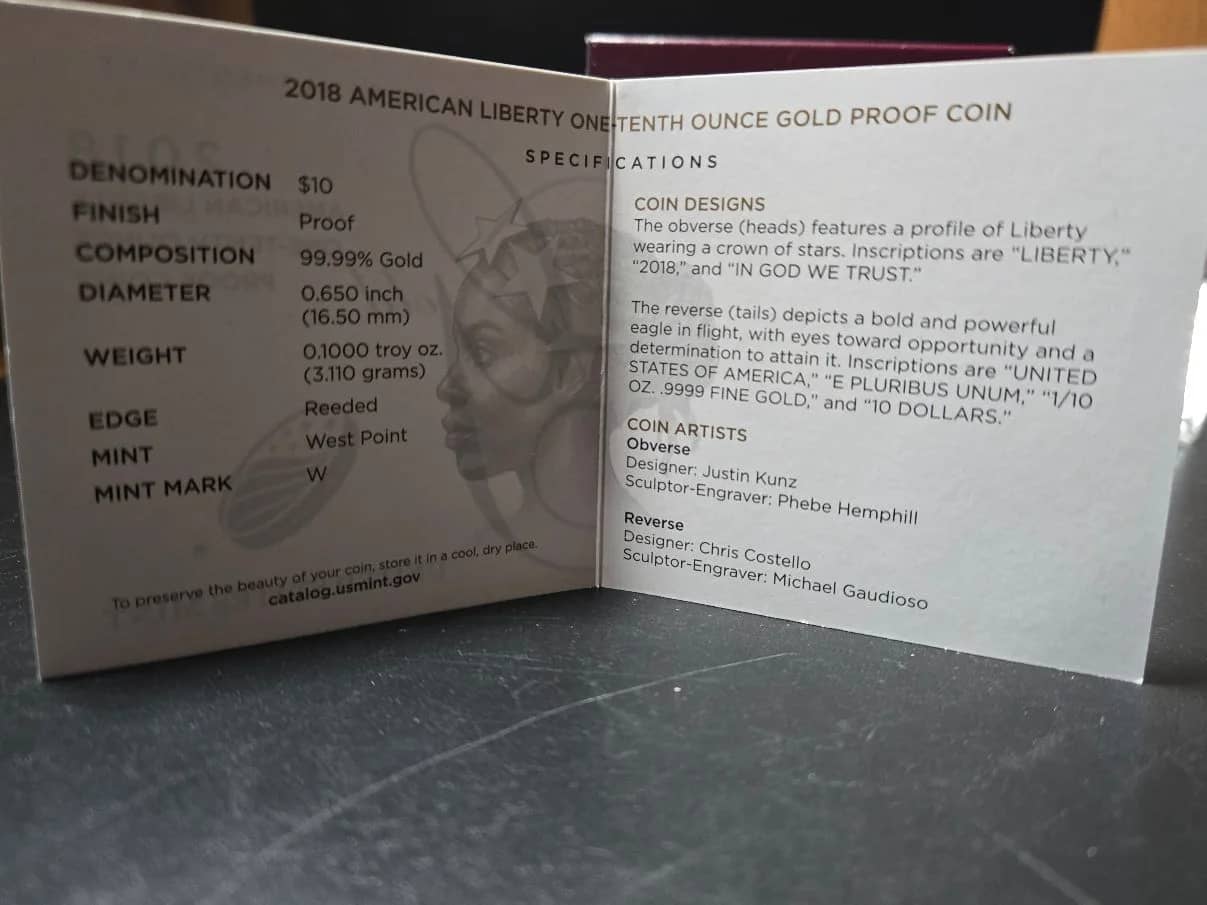 2018 AMERICAN LIBERTY ONE-TENTH OUNCE GOLD PROOF COIN
SPECIFICATIONS
DENOMINATION $10
FINISH Proof
COMPOSITION 99.99% Gold
DIAMETER 0.650 inch
(16.50 mm)
WEIGHT 0.1000 troy oz.
(3.110 grams)
EDGE Reeded
MINT West Point
MINT MARK W
To preserve the beauty of your coin, store it in a cool, dry place.
catalog.usmint.gov
COIN DESIGNS
The obverse (heads) features a profile of Liberty
wearing a crown of stars. Inscriptions are “LIBERTY,“
“2018,” and “IN GOD WE TRUST.”
The reverse (tails) depicts a bold and powerful
eagle in flight, with eyes toward opportunity and a
determination to attain it. Inscriptions are “UNITED
STATES OF AMERICA,” “E PLURIBUS UNUM,” “1/10
OZ. .9999 FINE GOLD,” and “10 DOLLARS.”
COIN ARTISTS
Obverse
Designer: Justin Kunz
Sculptor-Engraver: Phebe Hemphill
Reverse
Designer: Chris Costello
Sculptor-Engraver: Michael Gaudioso